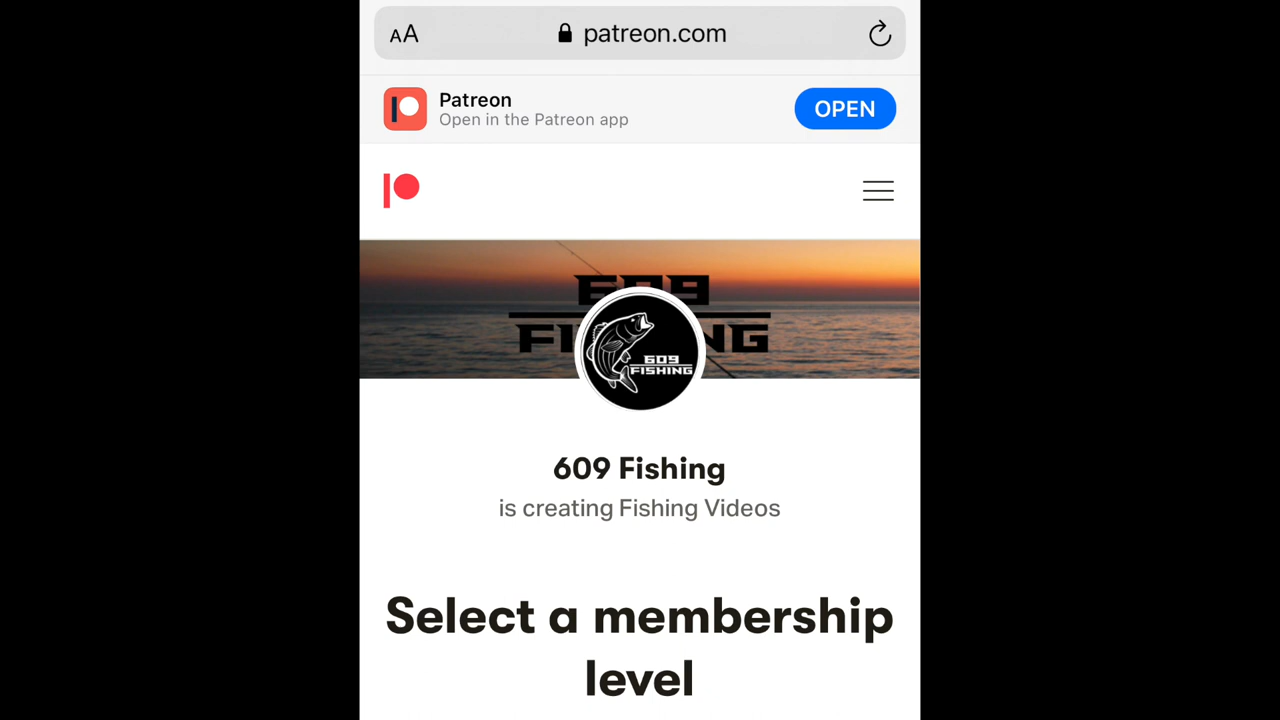 AA patreon.com
Patreon
Open in the Patreon app
OPEN
609
FISHING
609
FISHING
609 Fishing
is creating Fishing Videos
Select a membership
level